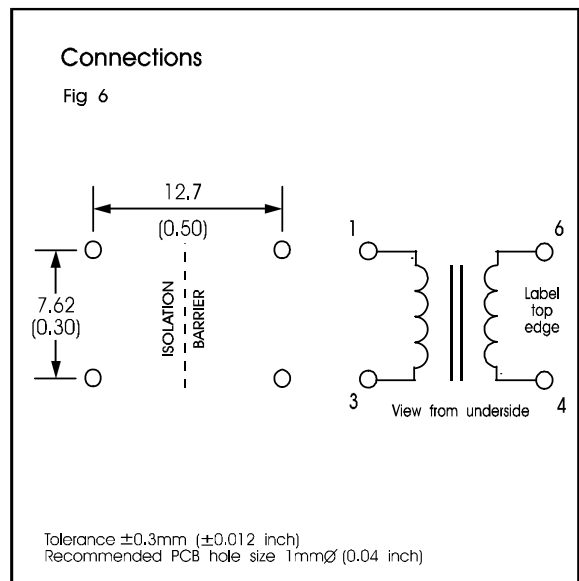 Connections
Fig 6
12.7
(0.50)
7.62
(0.30)
ISOLATION
BARRIER
1
6
Label
top
edge
3
4
View from underside
Tolerance ±0.3mm (±0.012 inch)
Recommended PCB hole size 1mmØ (0.04 inch)